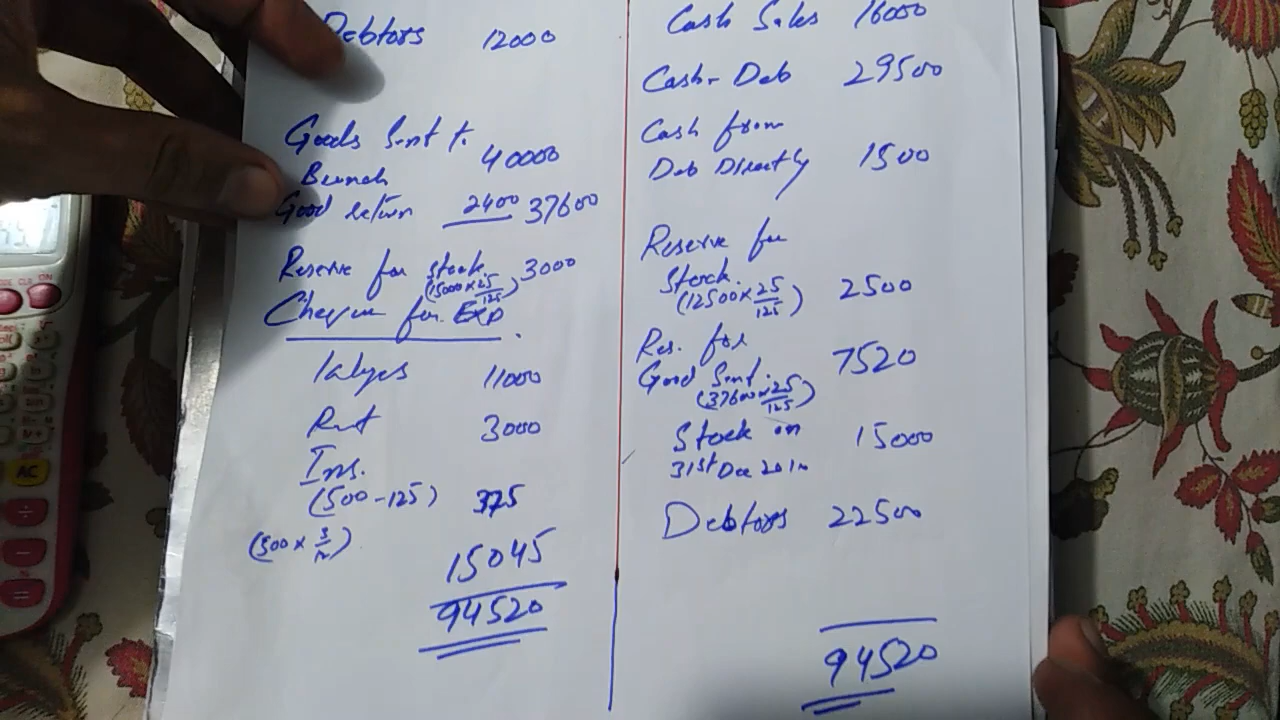 Debtors 12000
Goods Sent to
Branch 40000
Good return 2400 37600
Reserve for stock 3000
(15000×25/125)
Cheque for Exp.
11000
Rent 3000
Ins.
(500-125) 375
(500×3/12)
15045
94520
Cash Sales 16000
Cash-Deb 29500
Cash from
Deb Directly 1500
Reserve for
Stock. 2500
(12500×25/125)
Res. for
Good Sent. 7520
(37600×25/125)
Stock on 15000
31st Dec
Debtors 22500
94520
AC
ON